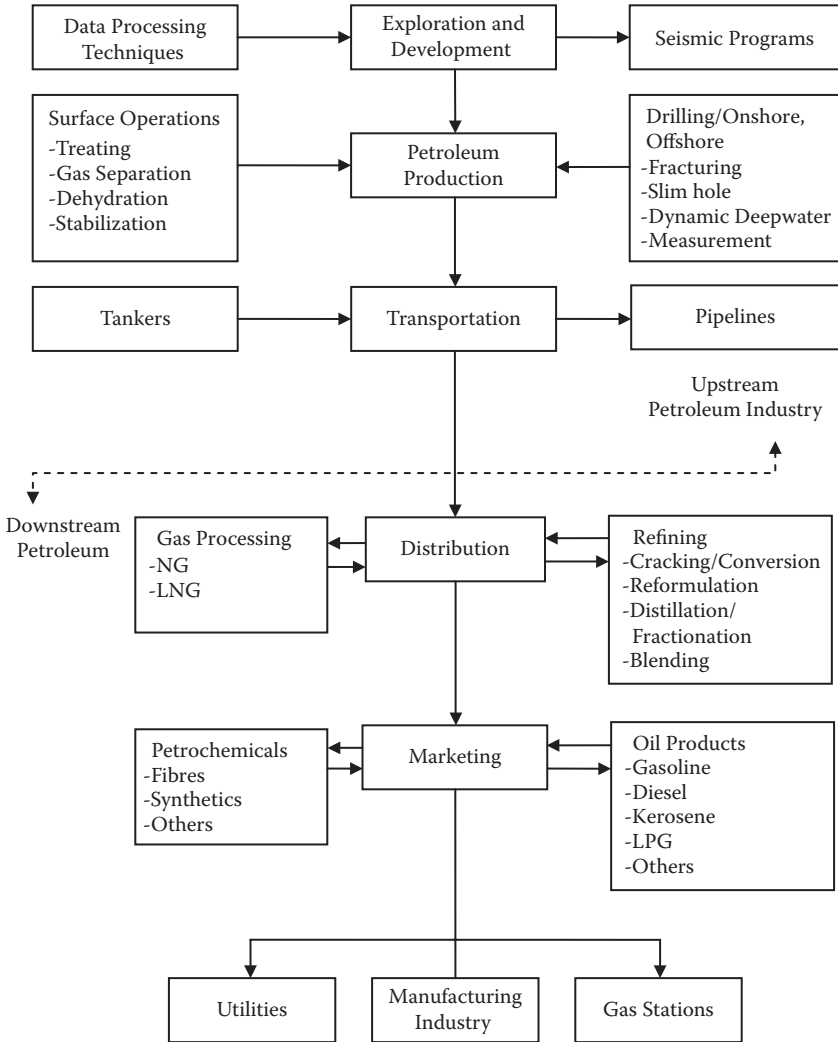 Data Processing
Techniques
Exploration and
Development
Seismic Programs
Surface Operations
-Treating
-Gas Separation
-Dehydration
-Stabilization
Petroleum
Production
Drilling/Onshore,
Offshore
-Fracturing
-Slim hole
-Dynamic Deepwater
-Measurement
Tankers
Transportation
Pipelines
Upstream
Petroleum Industry
Downstream
Petroleum
Gas Processing
-NG
-LNG
Distribution
Refining
-Cracking/Conversion
-Reformulation
-Distillation/
Fractionation
-Blending
Petrochemicals
-Fibres
-Synthetics
-Others
Marketing
Oil Products
-Gasoline
-Diesel
-Kerosene
-LPG
-Others
Utilities
Manufacturing
Industry
Gas Stations